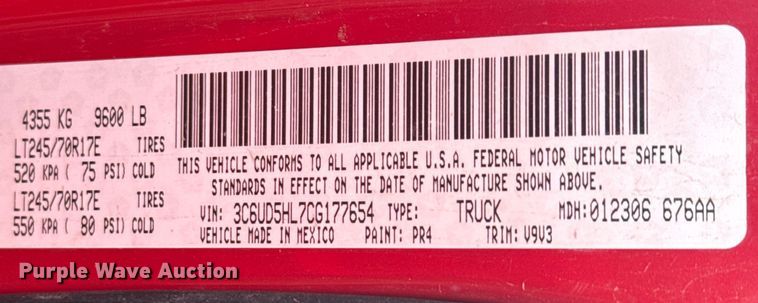 4355 KG 9600 LB
LT245/70R17E TIRES
520 KPA ( 75 PSI) COLD
LT245/70R17E TIRES
550 KPA ( 80 PSI) COLD
THIS VEHICLE CONFORMS TO ALL APPLICABLE U.S.A. FEDERAL MOTOR VEHICLE SAFETY
STANDARDS IN EFFECT ON THE DATE OF MANUFACTURE SHOWN ABOVE.
VIN: 3C6UD5HL7CG177654 TYPE: TRUCK MDH: 012306 676AA
VEHICLE MADE IN MEXICO PAINT: PR4 TRIM: V9V3
Purple Wave Auction